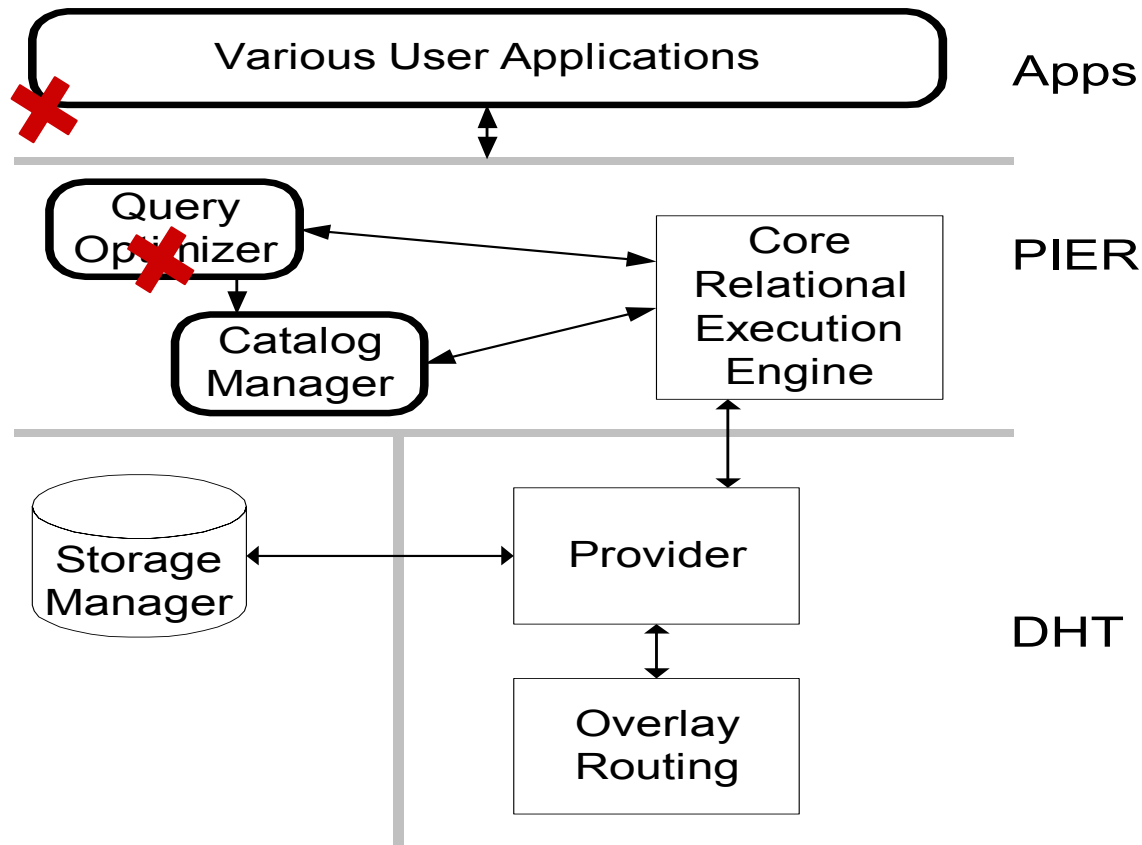 Various User Applications
Apps
Query
Optimizer
Catalog
Manager
Core
Relational
Execution
Engine
PIER
Storage
Manager
Provider
Overlay
Routing
DHT